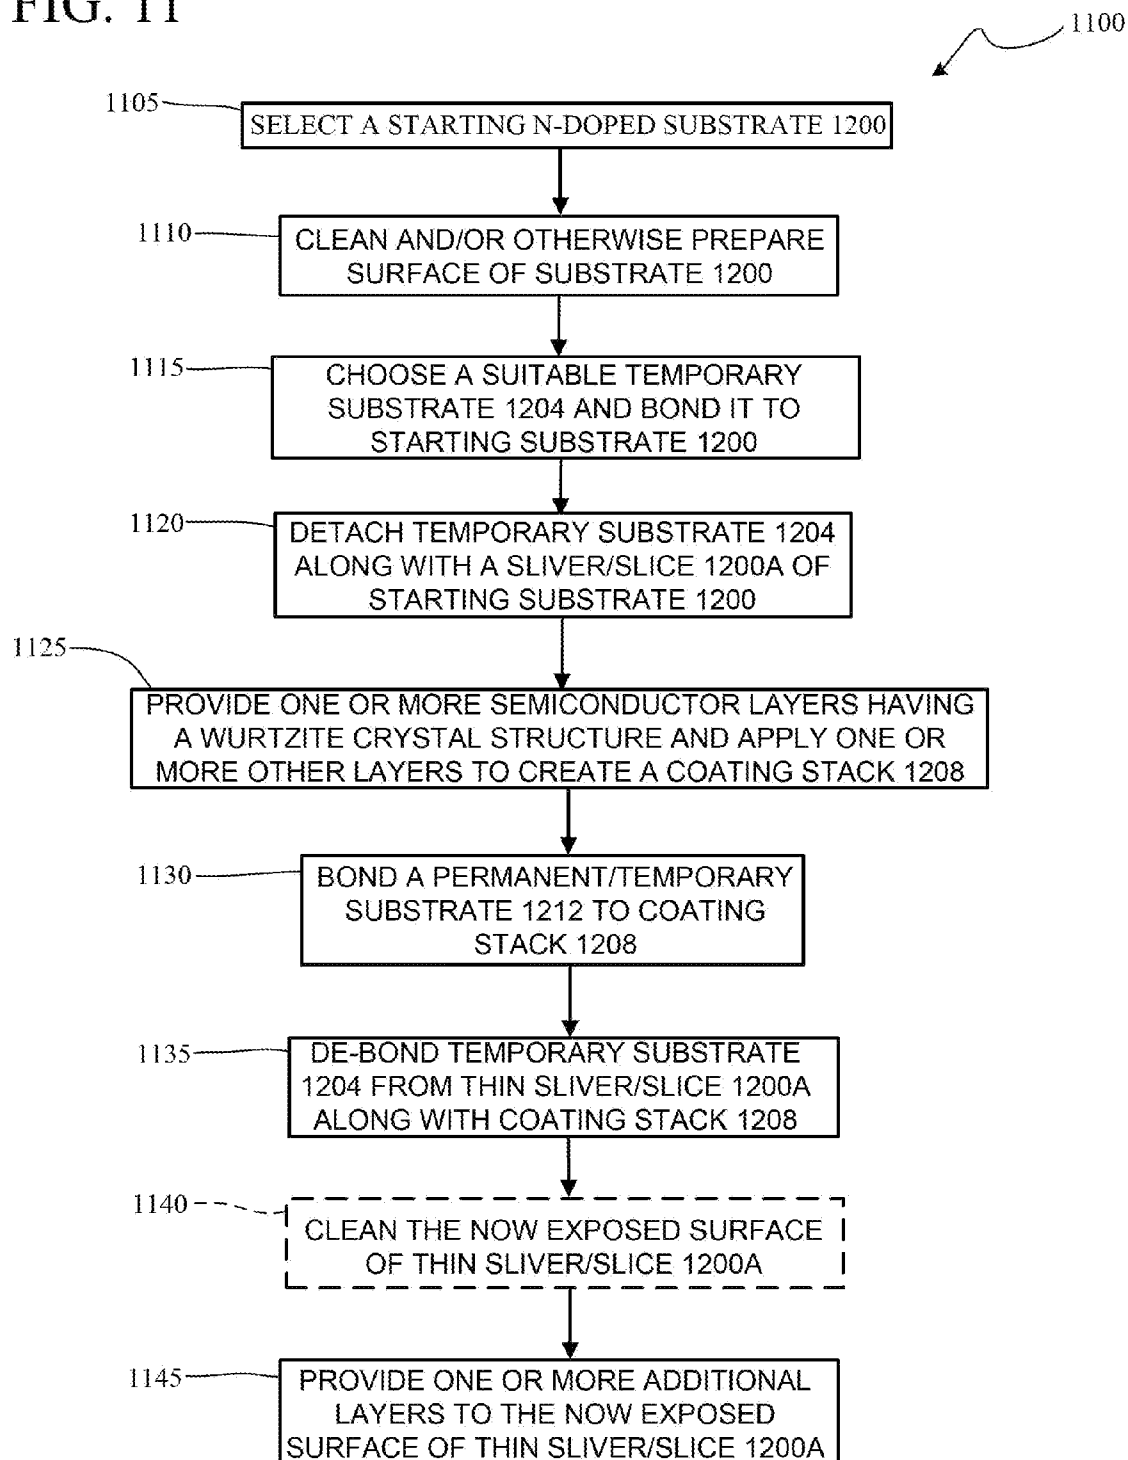 FIG. 11
1100
1105
SELECT A STARTING N-DOPED SUBSTRATE 1200
1110
CLEAN AND/OR OTHERWISE PREPARE
SURFACE OF SUBSTRATE 1200
1115
CHOOSE A SUITABLE TEMPORARY
SUBSTRATE 1204 AND BOND IT TO
STARTING SUBSTRATE 1200
1120
DETACH TEMPORARY SUBSTRATE 1204
ALONG WITH A SLIVER/SLICE 1200A OF
STARTING SUBSTRATE 1200
1125
PROVIDE ONE OR MORE SEMICONDUCTOR LAYERS HAVING
A WURTZITE CRYSTAL STRUCTURE AND APPLY ONE OR
MORE OTHER LAYERS TO CREATE A COATING STACK 1208
1130
BOND A PERMANENT/TEMPORARY
SUBSTRATE 1212 TO COATING
STACK 1208
1135
DE-BOND TEMPORARY SUBSTRATE
1204 FROM THIN SLIVER/SLICE 1200A
ALONG WITH COATING STACK 1208
1140
CLEAN THE NOW EXPOSED SURFACE
OF THIN SLIVER/SLICE 1200A
1145
PROVIDE ONE OR MORE ADDITIONAL
LAYERS TO THE NOW EXPOSED
SURFACE OF THIN SLIVER/SLICE 1200A